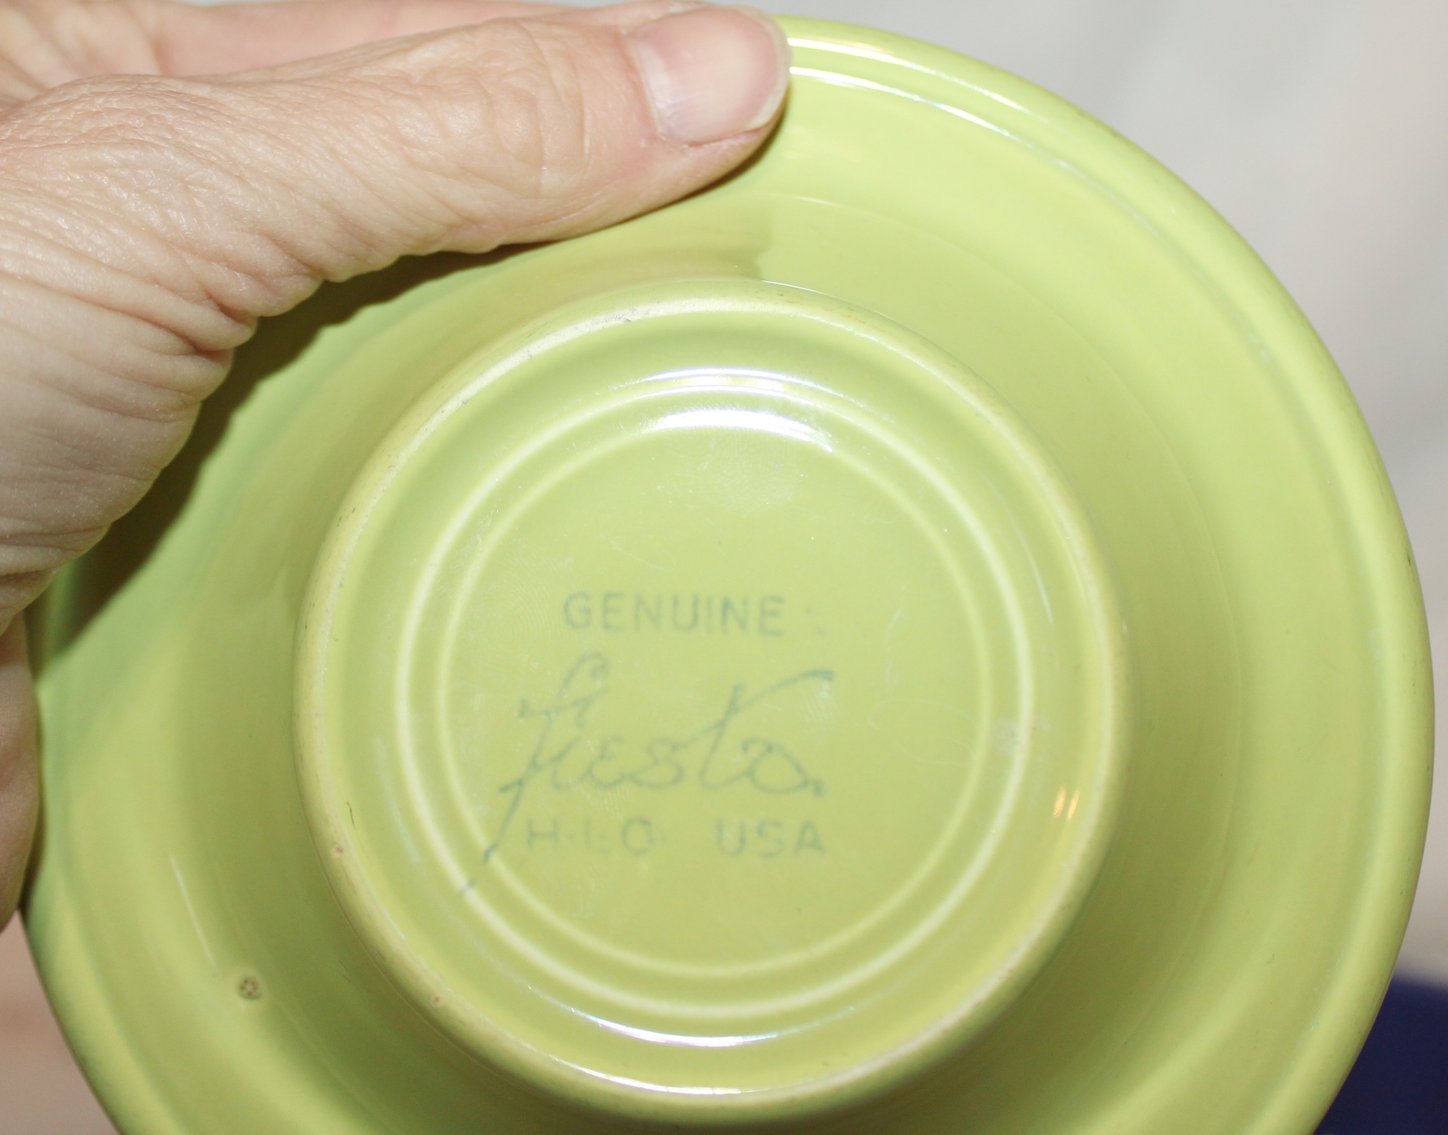 GENUINE
fiesta
H·L·Co· USA